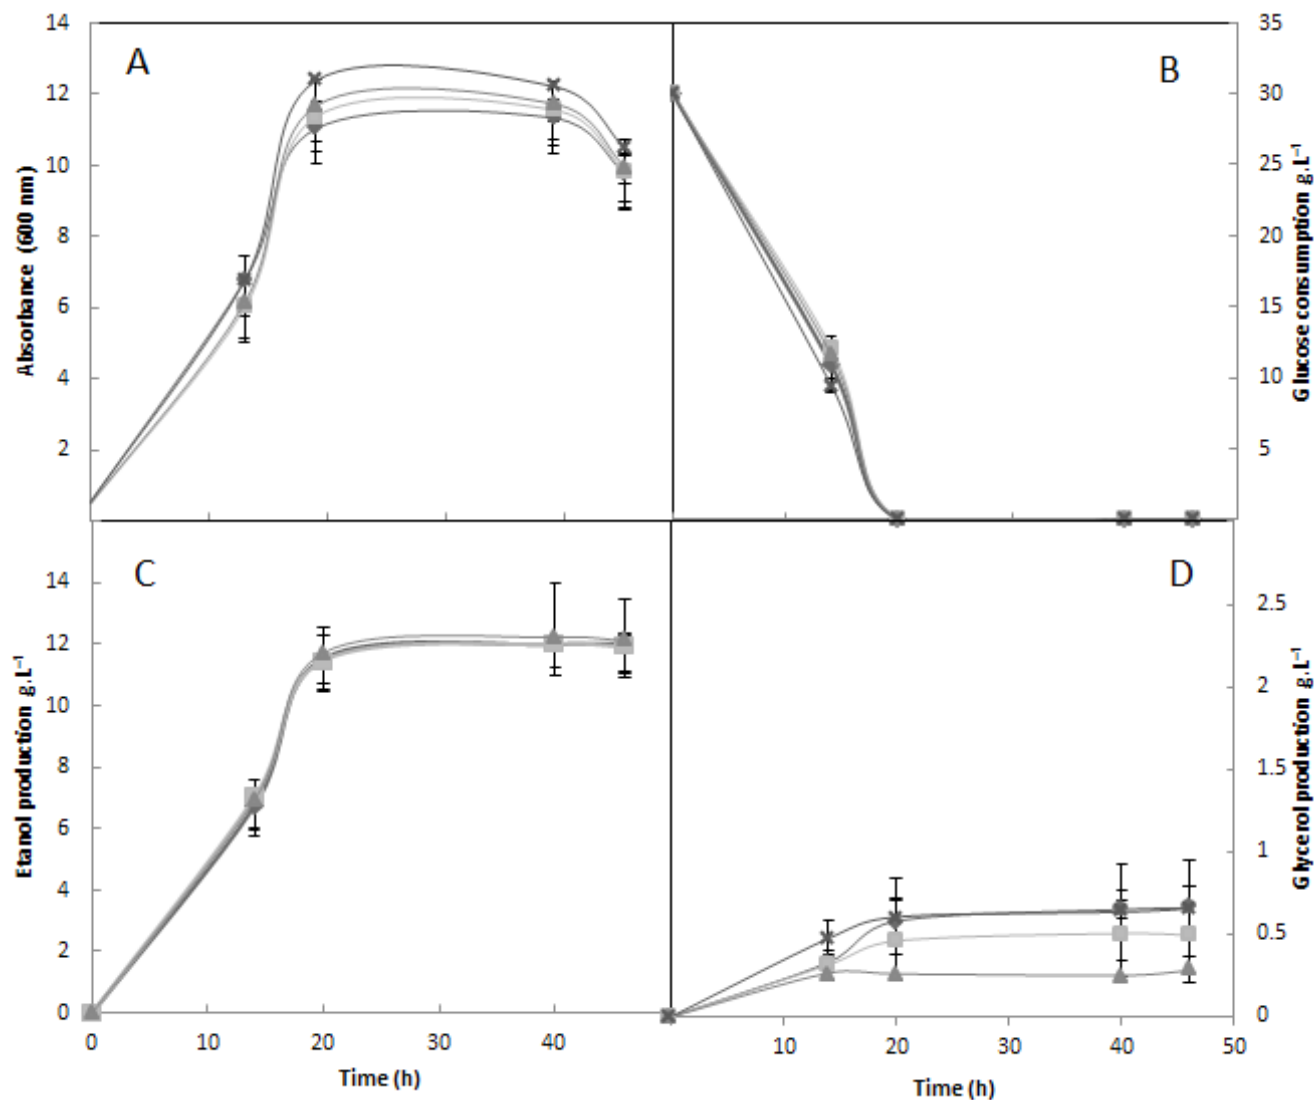 A
B
C
D
Absorbance (600 nm)
14
12
10
8
6
4
2
Glucose consumption g.L⁻¹
35
30
25
20
15
10
5
Etanol production g.L⁻¹
14
12
10
8
6
4
2
0
Glycerol production g.L⁻¹
2.5
2
1.5
1
0.5
0
0 10 20 30 40
Time (h)
10 20 30 40 50
Time (h)